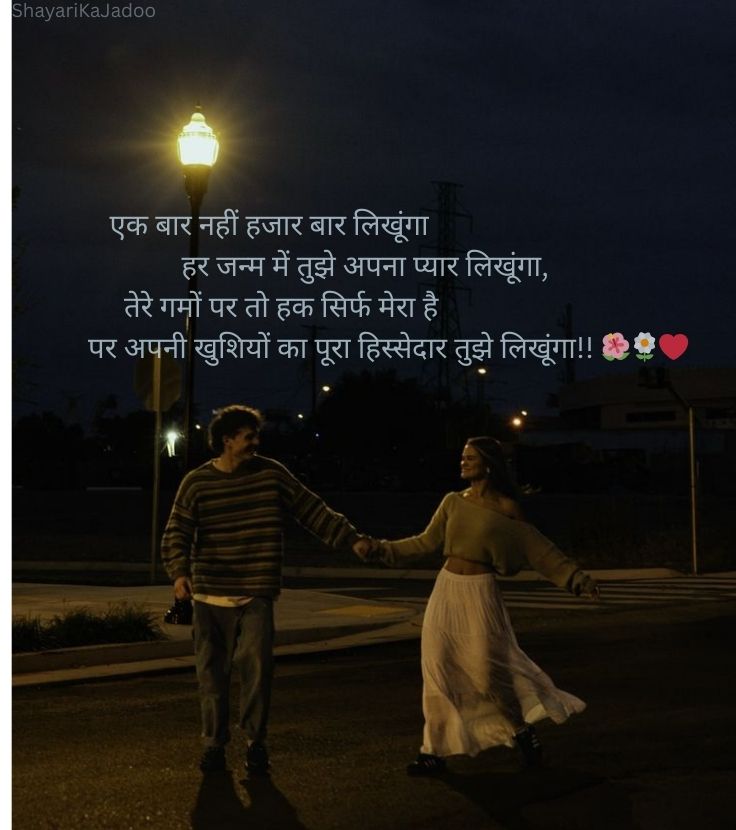 ShayariKaJadoo
एक बार नहीं हजार बार लिखूंगा
हर जन्म में तुझे अपना प्यार लिखूंगा,
तेरे गमों पर तो हक सिर्फ मेरा है
पर अपनी खुशियों का पूरा हिस्सेदार तुझे लिखूंगा!! 🌺🌼❤️